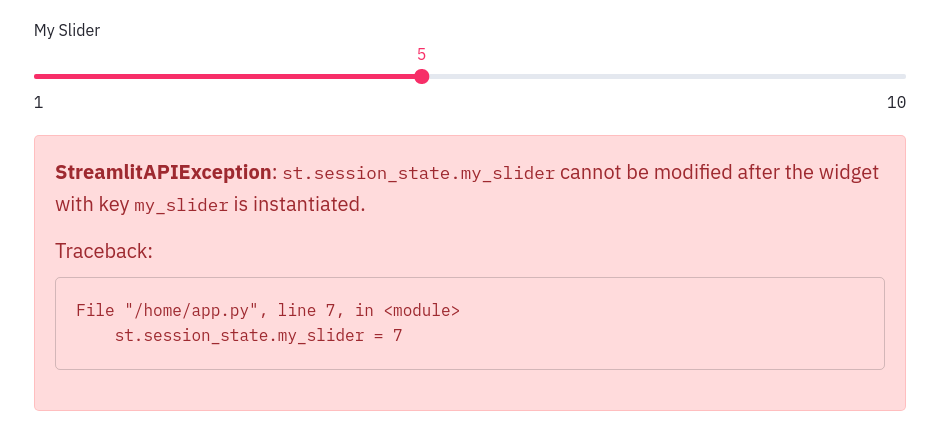 My Slider
5
1
10
StreamlitAPIException: st.session_state.my_slider cannot be modified after the widget
with key my_slider is instantiated.
Traceback:
File "/home/app.py", line 7, in <module>
    st.session_state.my_slider = 7